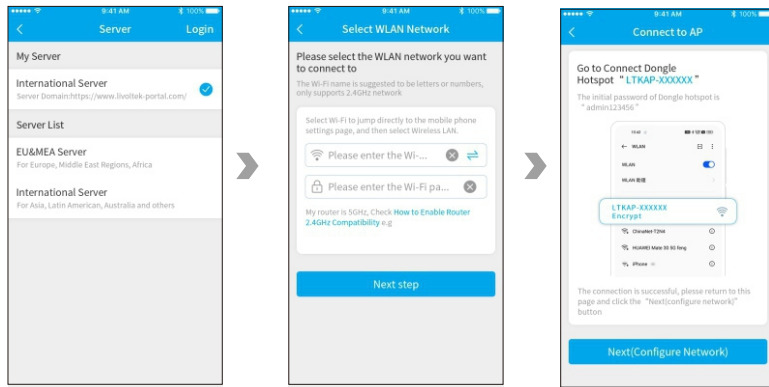 9:41 AM
100%
Server
Login
My Server
International Server
Server Domain:https://www.livoltek-portal.com/
Server List
EU&MEA Server
For Europe, Middle East Regions, Africa
International Server
For Asia, Latin American, Australia and others
9:41 AM
100%
Select WLAN Network
Please select the WLAN network you want
to connect to
The Wi-Fi name is suggested to be letters or numbers,
only supports 2.4GHz network
Select Wi-Fi to jump directly to the mobile phone
settings page, and then select Wireless LAN.
Please enter the Wi-...
Please enter the Wi-Fi pa...
My router is 5GHz, Check How to Enable Router
2.4GHz Compatibility e.g
Next step
9:41 AM
100%
Connect to AP
Go to Connect Dongle
Hotspot "LTKAP-XXXXXX"
The initial password of Dongle hotspot is
"admin123456"
WLAN
WLAN
LTKAP-XXXXXX
Encrypt
ChinaNet-T2N4
HUAWEI Mate 30 5G feng
iPhone
The connection is successful, plesse return to this
page and click the "Next(configure network)"
button
Next(Configure Network)